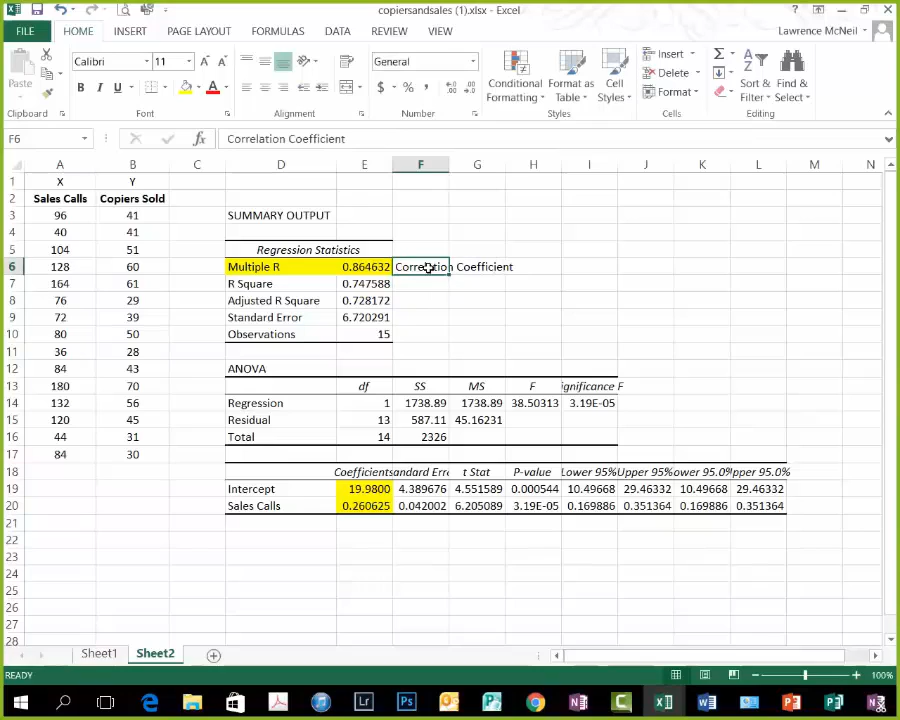 copiersandsales (1).xlsx - Excel
FILE HOME INSERT PAGE LAYOUT FORMULAS DATA REVIEW VIEW Lawrence McNeil
Paste Calibri 11 General Insert
B I U A $ % Conditional Format as Cell Delete Sort & Find &
Formatting Table Styles Format Filter Select
Clipboard Font Alignment Number Styles Cells Editing
F6 fx Correlation Coefficient
A B C D E F G H I J K L M N
1 X Y
2 Sales Calls Copiers Sold
3 96 41 SUMMARY OUTPUT
4 40 41
5 104 51 Regression Statistics
6 128 60 Multiple R 0.864632 Correlation Coefficient
7 164 61 R Square 0.747588
8 76 29 Adjusted R Square 0.728172
9 72 39 Standard Error 6.720291
10 80 50 Observations 15
11 36 28
12 84 43 ANOVA
13 180 70 df SS MS F ignificance F
14 132 56 Regression 1 1738.89 1738.89 38.50313 3.19E-05
15 120 45 Residual 13 587.11 45.16231
16 44 31 Total 14 2326
17 84 30
18 Coefficients andard Erro t Stat P-value Lower 95% Upper 95% ower 95.0% pper 95.0%
19 Intercept 19.9800 4.389676 4.551589 0.000544 10.49668 29.46332 10.49668 29.46332
20 Sales Calls 0.260625 0.042002 6.205089 3.19E-05 0.169886 0.351364 0.169886 0.351364
21
22
23
24
25
26
27
28
Sheet1 Sheet2
READY 100%